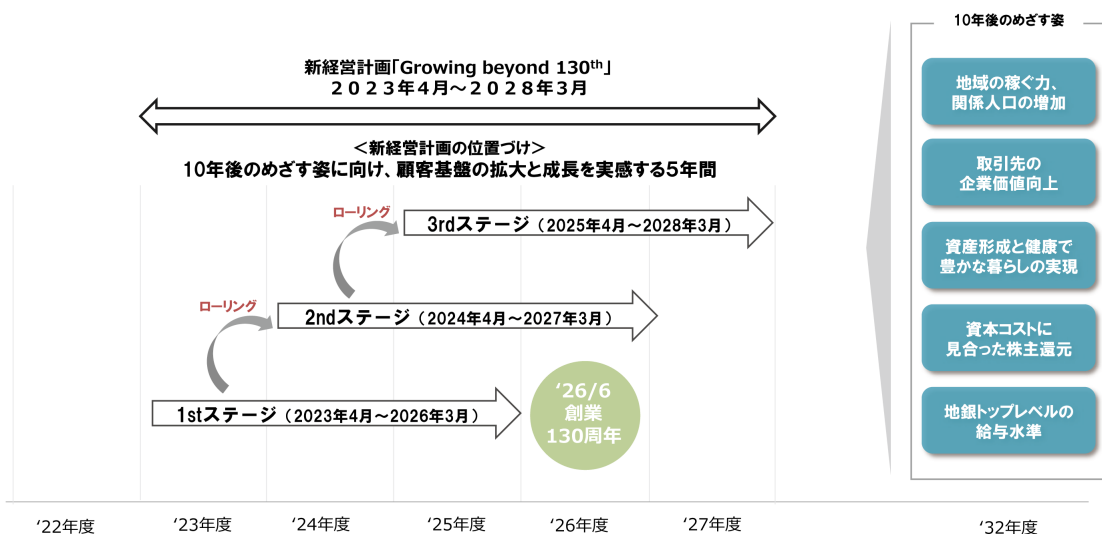 10年後のめざす姿
新経営計画「Growing beyond 130th」
２０２３年４月～２０２８年３月
＜新経営計画の位置づけ＞
10年後のめざす姿に向け、顧客基盤の拡大と成長を実感する5年間
ローリング
3rdステージ（2025年4月～2028年3月）
ローリング
2ndステージ（2024年4月～2027年3月）
1stステージ（2023年4月～2026年3月）
‘26/6
創業
130周年
地域の稼ぐ力、
関係人口の増加
取引先の
企業価値向上
資産形成と健康で
豊かな暮らしの実現
資本コストに
見合った株主還元
地銀トップレベルの
給与水準
‘22年度
‘23年度
‘24年度
‘25年度
‘26年度
‘27年度
‘32年度